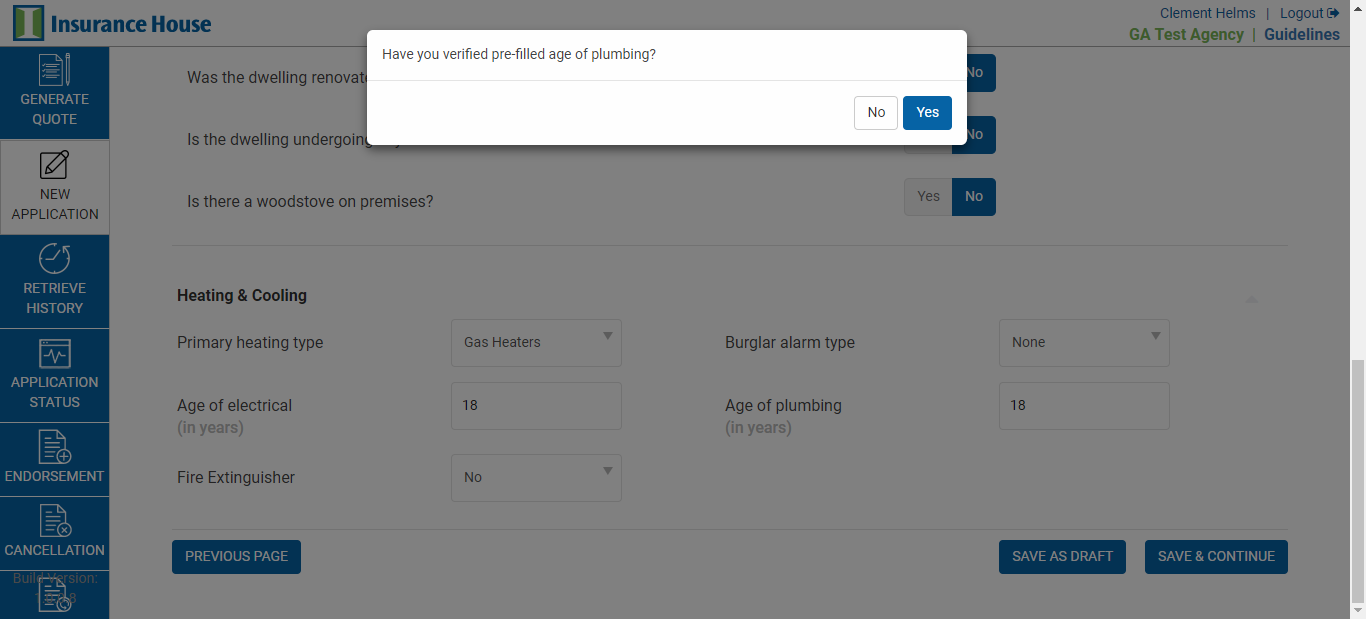 Insurance House
Clement Helms | Logout
GA Test Agency | Guidelines
Have you verified pre-filled age of plumbing?
No Yes
GENERATE
QUOTE
NEW
APPLICATION
RETRIEVE
HISTORY
APPLICATION
STATUS
ENDORSEMENT
CANCELLATION
Build Version:
Was the dwelling No
Is the dwelling undergoing No
Is there a woodstove on premises? Yes No
Heating & Cooling
Primary heating type Gas Heaters Burglar alarm type None
Age of electrical 18 Age of plumbing 18
(in years) (in years)
Fire Extinguisher No
PREVIOUS PAGE SAVE AS DRAFT SAVE & CONTINUE